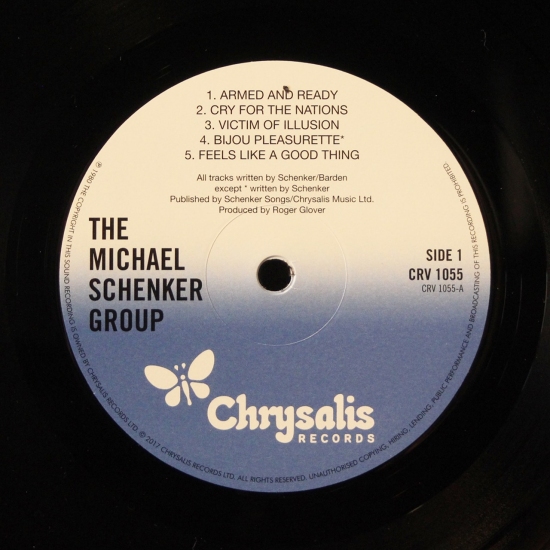 1. ARMED AND READY
2. CRY FOR THE NATIONS
3. VICTIM OF ILLUSION
4. BIJOU PLEASURETTE*
5. FEELS LIKE A GOOD THING
All tracks written by Schenker/Barden
except * written by Schenker
Published by Schenker Songs/Chrysalis Music Ltd.
Produced by Roger Glover
THE
MICHAEL
SCHENKER
GROUP
SIDE 1
CRV 1055
CRV 1055-A
Chrysalis
RECORDS
℗ 1980 THE COPYRIGHT IN THIS SOUND RECORDING IS OWNED BY CHRYSALIS RECORDS LTD. © 2017 CHRYSALIS RECORDS LTD. ALL RIGHTS RESERVED. UNAUTHORISED COPYING, HIRING, LENDING, PUBLIC PERFORMANCE AND BROADCASTING OF THIS RECORDING IS PROHIBITED.